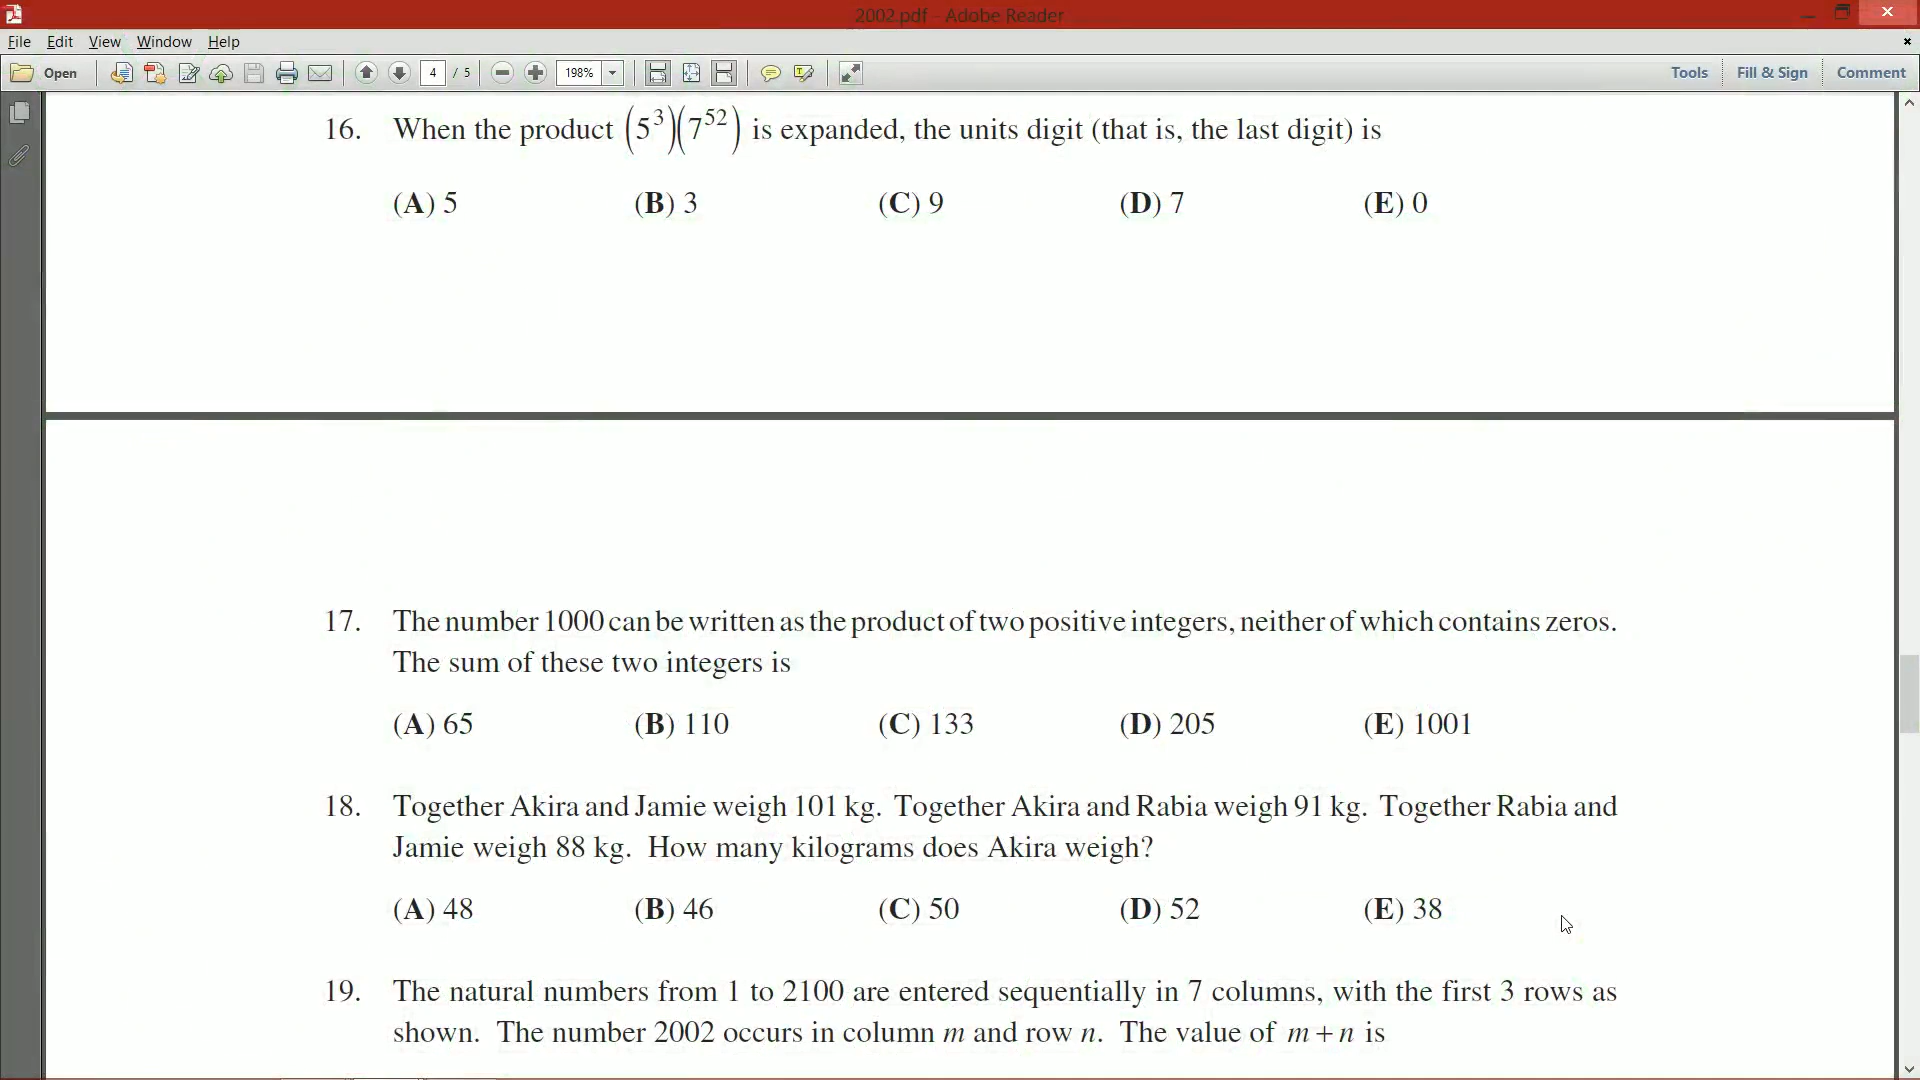 2002.pdf - Adobe Reader
File Edit View Window Help
Open 4 / 5 198% Tools Fill & Sign Comment
16. When the product (5³)(7⁵²) is expanded, the units digit (that is, the last digit) is
(A) 5 (B) 3 (C) 9 (D) 7 (E) 0
17. The number 1000 can be written as the product of two positive integers, neither of which contains zeros.
The sum of these two integers is
(A) 65 (B) 110 (C) 133 (D) 205 (E) 1001
18. Together Akira and Jamie weigh 101 kg. Together Akira and Rabia weigh 91 kg. Together Rabia and
Jamie weigh 88 kg. How many kilograms does Akira weigh?
(A) 48 (B) 46 (C) 50 (D) 52 (E) 38
19. The natural numbers from 1 to 2100 are entered sequentially in 7 columns, with the first 3 rows as
shown. The number 2002 occurs in column m and row n. The value of m + n is